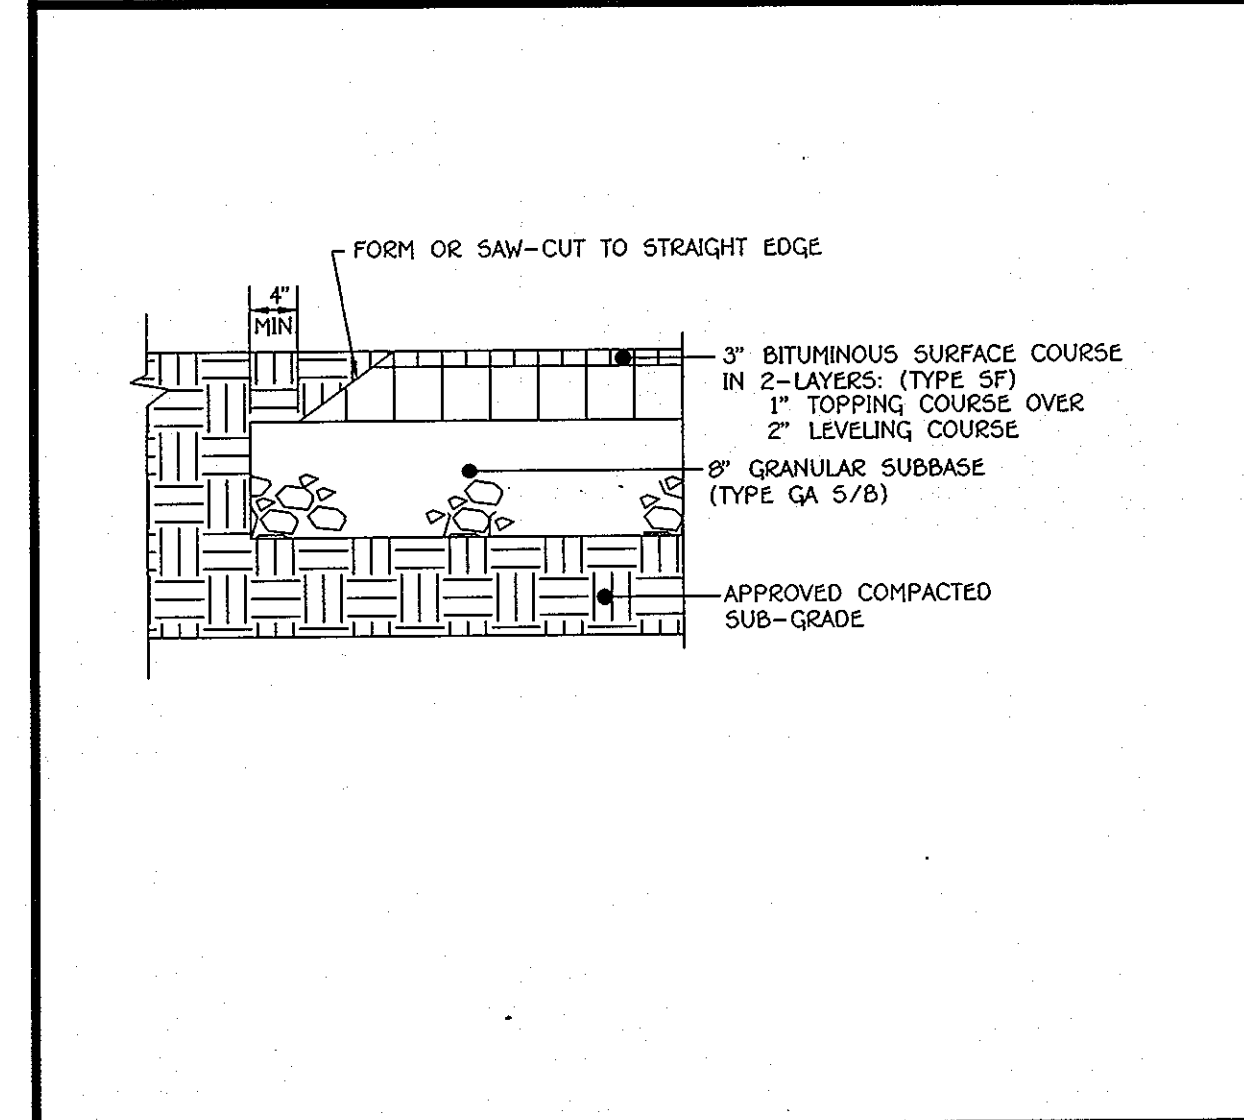 FORM OR SAW-CUT TO STRAIGHT EDGE
4"
MIN
3" BITUMINOUS SURFACE COURSE
IN 2-LAYERS: (TYPE SF)
1" TOPPING COURSE OVER
2" LEVELING COURSE
8" GRANULAR SUBBASE
(TYPE GA 5/8)
APPROVED COMPACTED
SUB-GRADE